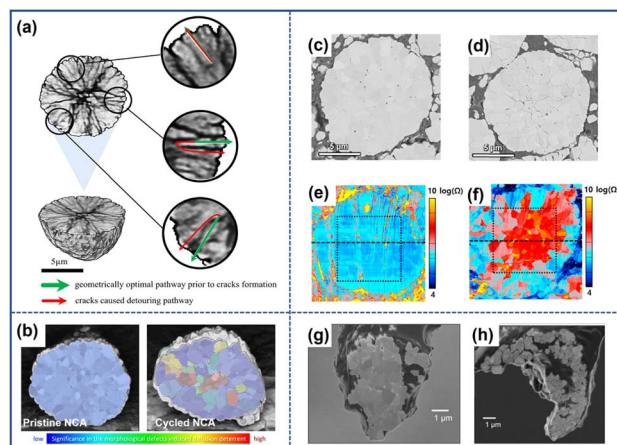 (a)
5μm
geometrically optimal pathway prior to cracks formation
cracks caused detouring pathway
(b)
Pristine NCA
Cycled NCA
low Significance in the morphological defects induced diffusion deterrent high
(c)
5 μm
(d)
5 μm
(e)
10 log(Ω)
4
(f)
10 log(Ω)
4
(g)
1 μm
(h)
1 μm